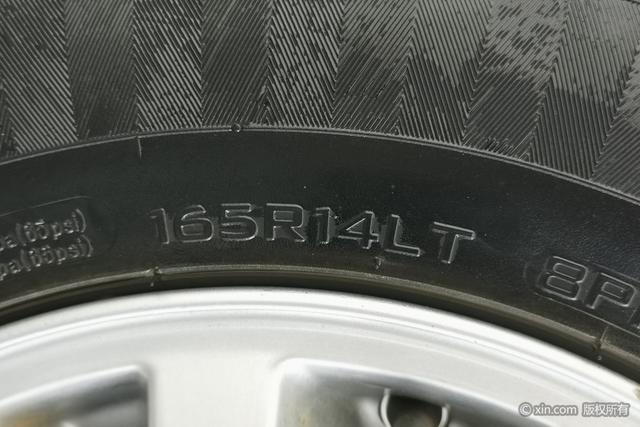 165R14LT
8P
pa(65psi)
pa(65psi)
© xin.com 版权所有